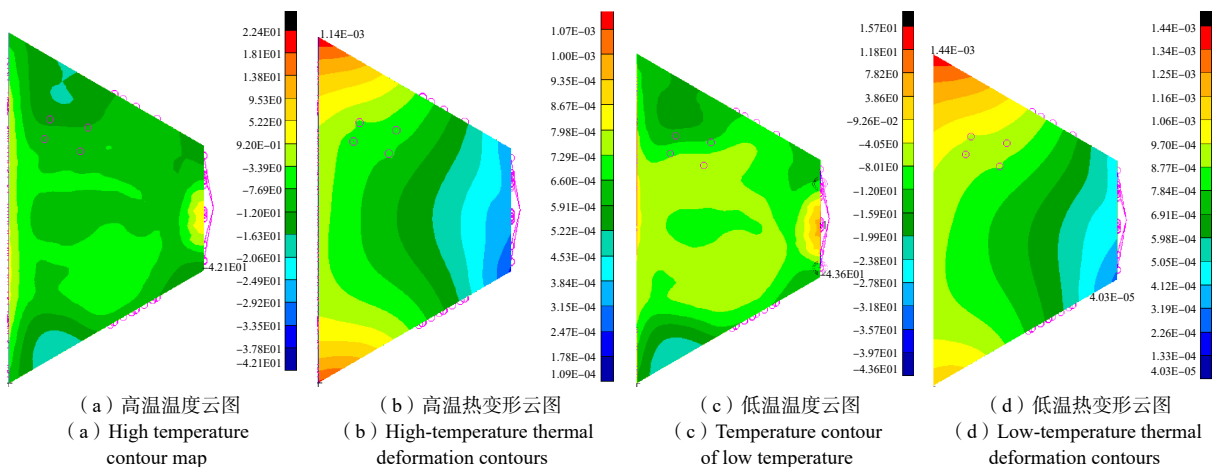 2.24E01
1.81E01
1.38E01
9.53E0
5.22E0
9.20E-01
-3.39E0
-7.69E0
-1.20E01
-1.63E01
-2.06E01
-2.49E01
-2.92E01
-3.35E01
-3.78E01
-4.21E01
-4.21E01
1.14E-03
1.07E-03
1.00E-03
9.35E-04
8.67E-04
7.98E-04
7.29E-04
6.60E-04
5.91E-04
5.22E-04
4.53E-04
3.84E-04
3.15E-04
2.47E-04
1.78E-04
1.09E-04
1.57E01
1.18E01
7.82E0
3.86E0
-9.26E-02
-4.05E0
-8.01E0
-1.20E01
-1.59E01
-1.99E01
-2.38E01
-2.78E01
-3.18E01
-3.57E01
-3.97E01
-4.36E01
-4.36E01
1.44E-03
1.44E-03
1.34E-03
1.25E-03
1.16E-03
1.06E-03
9.70E-04
8.77E-04
7.84E-04
6.91E-04
5.98E-04
5.05E-04
4.12E-04
3.19E-04
2.26E-04
1.33E-04
4.03E-05
4.03E-05
（a）高温温度云图
（a）High temperature
contour map
（b）高温热变形云图
（b）High-temperature thermal
deformation contours
（c）低温温度云图
（c）Temperature contour
of low temperature
（d）低温热变形云图
（d）Low-temperature thermal
deformation contours